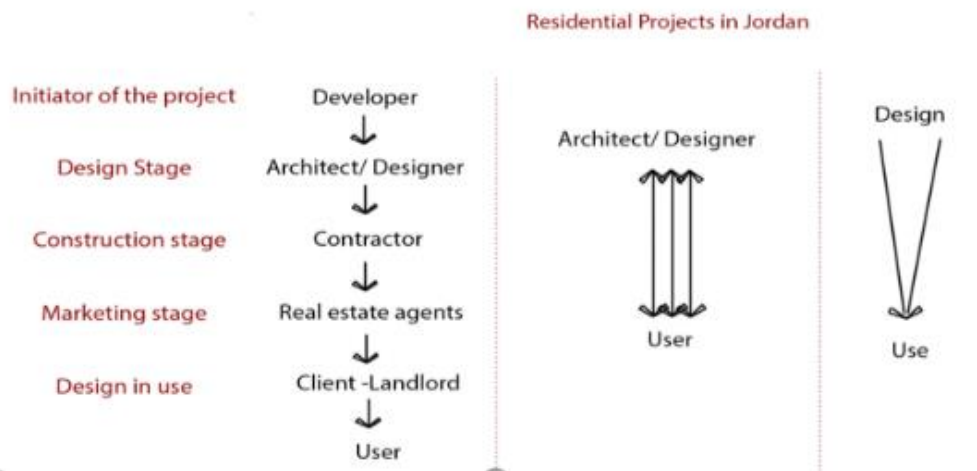 Residential Projects in Jordan
Initiator of the project
Developer
Design Stage
Architect/ Designer
Construction stage
Contractor
Marketing stage
Real estate agents
Design in use
Client -Landlord
User
Architect/ Designer
User
Design
Use